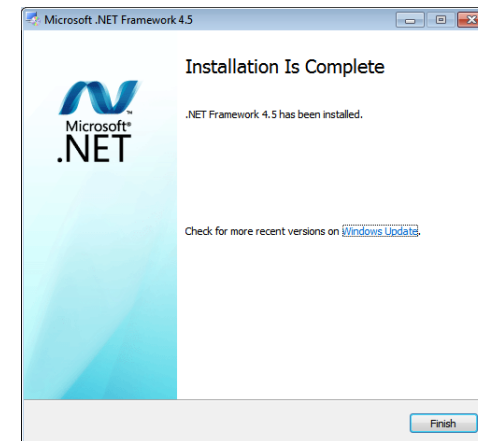 Microsoft .NET Framework 4.5
Installation Is Complete
Microsoft®
.NET
.NET Framework 4.5 has been installed.
Check for more recent versions on Windows Update.
Finish